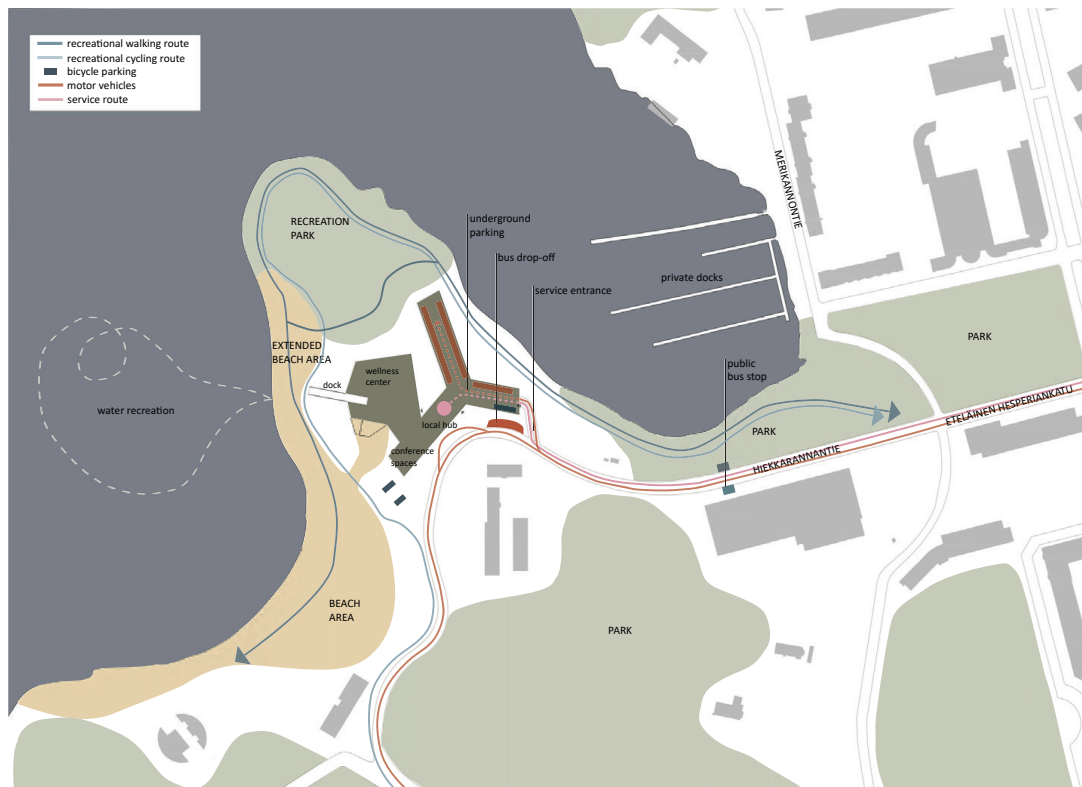 recreational walking route
recreational cycling route
bicycle parking
motor vehicles
service route
MERIKANNONTIE
RECREATION
PARK
underground
parking
bus drop-off
service entrance
private docks
PARK
EXTENDED
BEACH AREA
wellness
center
public
bus stop
dock
water recreation
local hub
PARK
ETELÄINEN HESPERIANKATU
HIEKKARANNANTIE
conference
spaces
BEACH
AREA
PARK